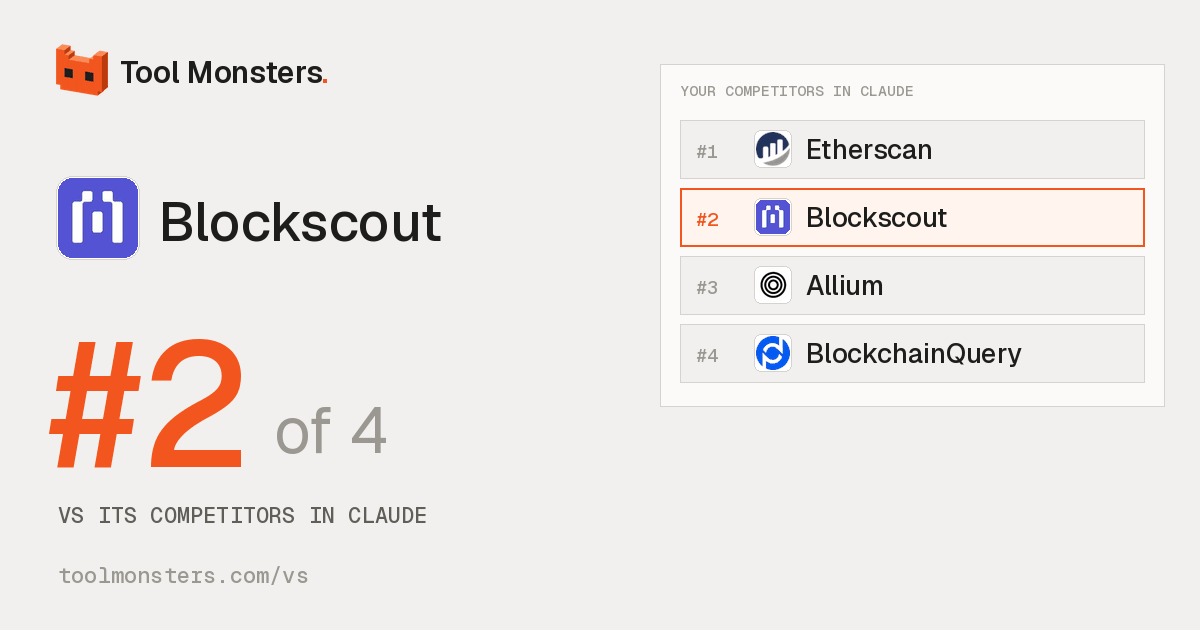 Tool Monsters.
Blockscout
#2 of 4
VS ITS COMPETITORS IN CLAUDE
toolmonsters.com/vs
YOUR COMPETITORS IN CLAUDE
#1 Etherscan
#2 Blockscout
#3 Allium
#4 BlockchainQuery